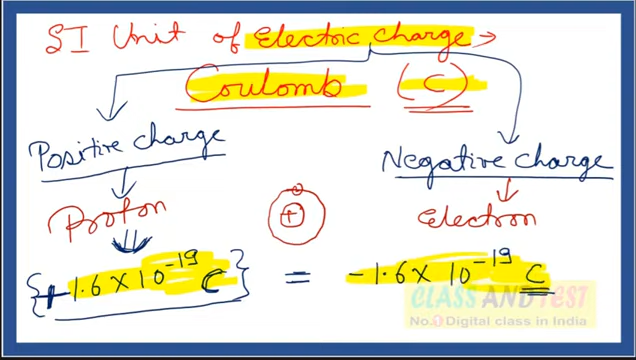 SI Unit of Electric charge →
Coulomb (C)
Positive charge
Negative charge
Proton
+
Electron
{+1.6 × 10⁻¹⁹ C} = -1.6 × 10⁻¹⁹ C
CLASS AND TEST
No.1 Digital class in India